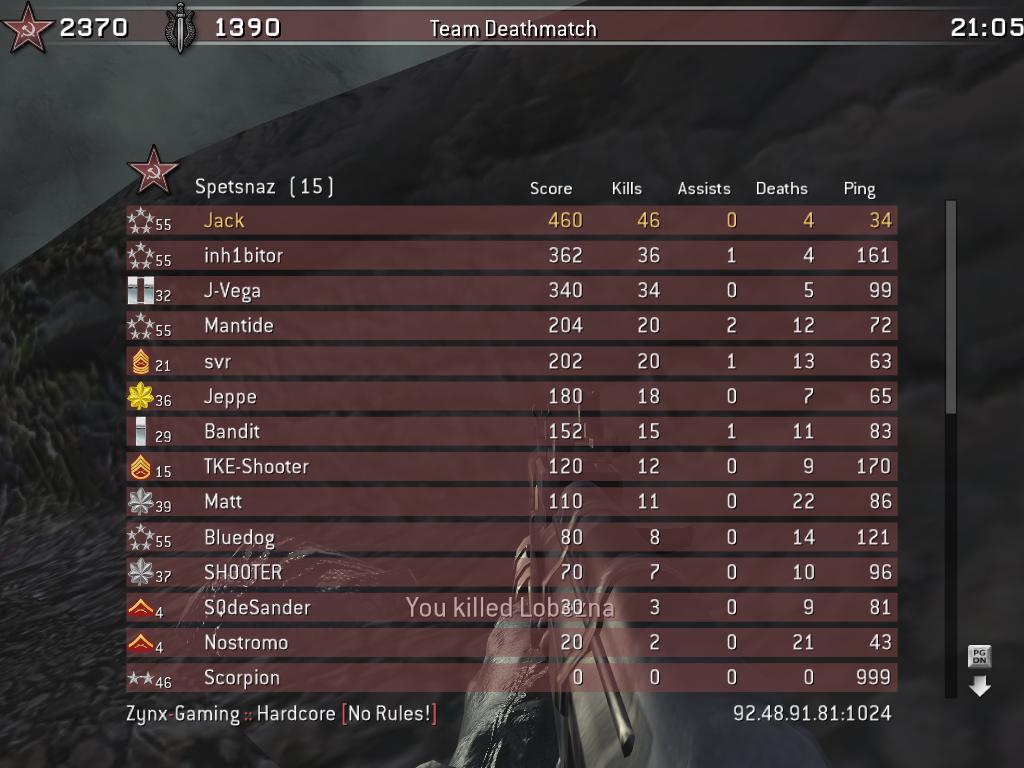 2370 1390 Team Deathmatch 21:05
Spetsnaz (15) Score Kills Assists Deaths Ping
55 Jack 460 46 0 4 34
55 inh1bitor 362 36 1 4 161
32 J-Vega 340 34 0 5 99
55 Mantide 204 20 2 12 72
21 svr 202 20 1 13 63
36 Jeppe 180 18 0 7 65
29 Bandit 152 15 1 11 83
15 TKE-Shooter 120 12 0 9 170
39 Matt 110 11 0 22 86
55 Bluedog 80 8 0 14 121
37 SH00TER 70 7 0 10 96
4 SQdeSander 30 3 0 9 81
You killed
4 Nostromo 20 2 0 21 43
46 Scorpion 0 0 0 0 999
PG DN
Zynx-Gaming :: Hardcore [No Rules!] 92.48.91.81:1024